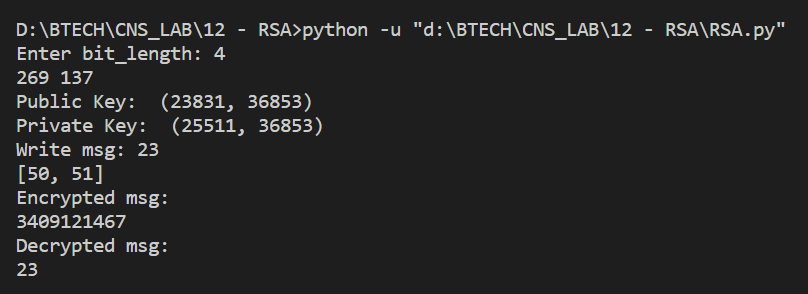 D:\BTECH\CNS_LAB\12 - RSA>python -u "d:\BTECH\CNS_LAB\12 - RSA\RSA.py"
Enter bit_length: 4
269 137
Public Key:  (23831, 36853)
Private Key:  (25511, 36853)
Write msg: 23
[50, 51]
Encrypted msg:
3409121467
Decrypted msg:
23